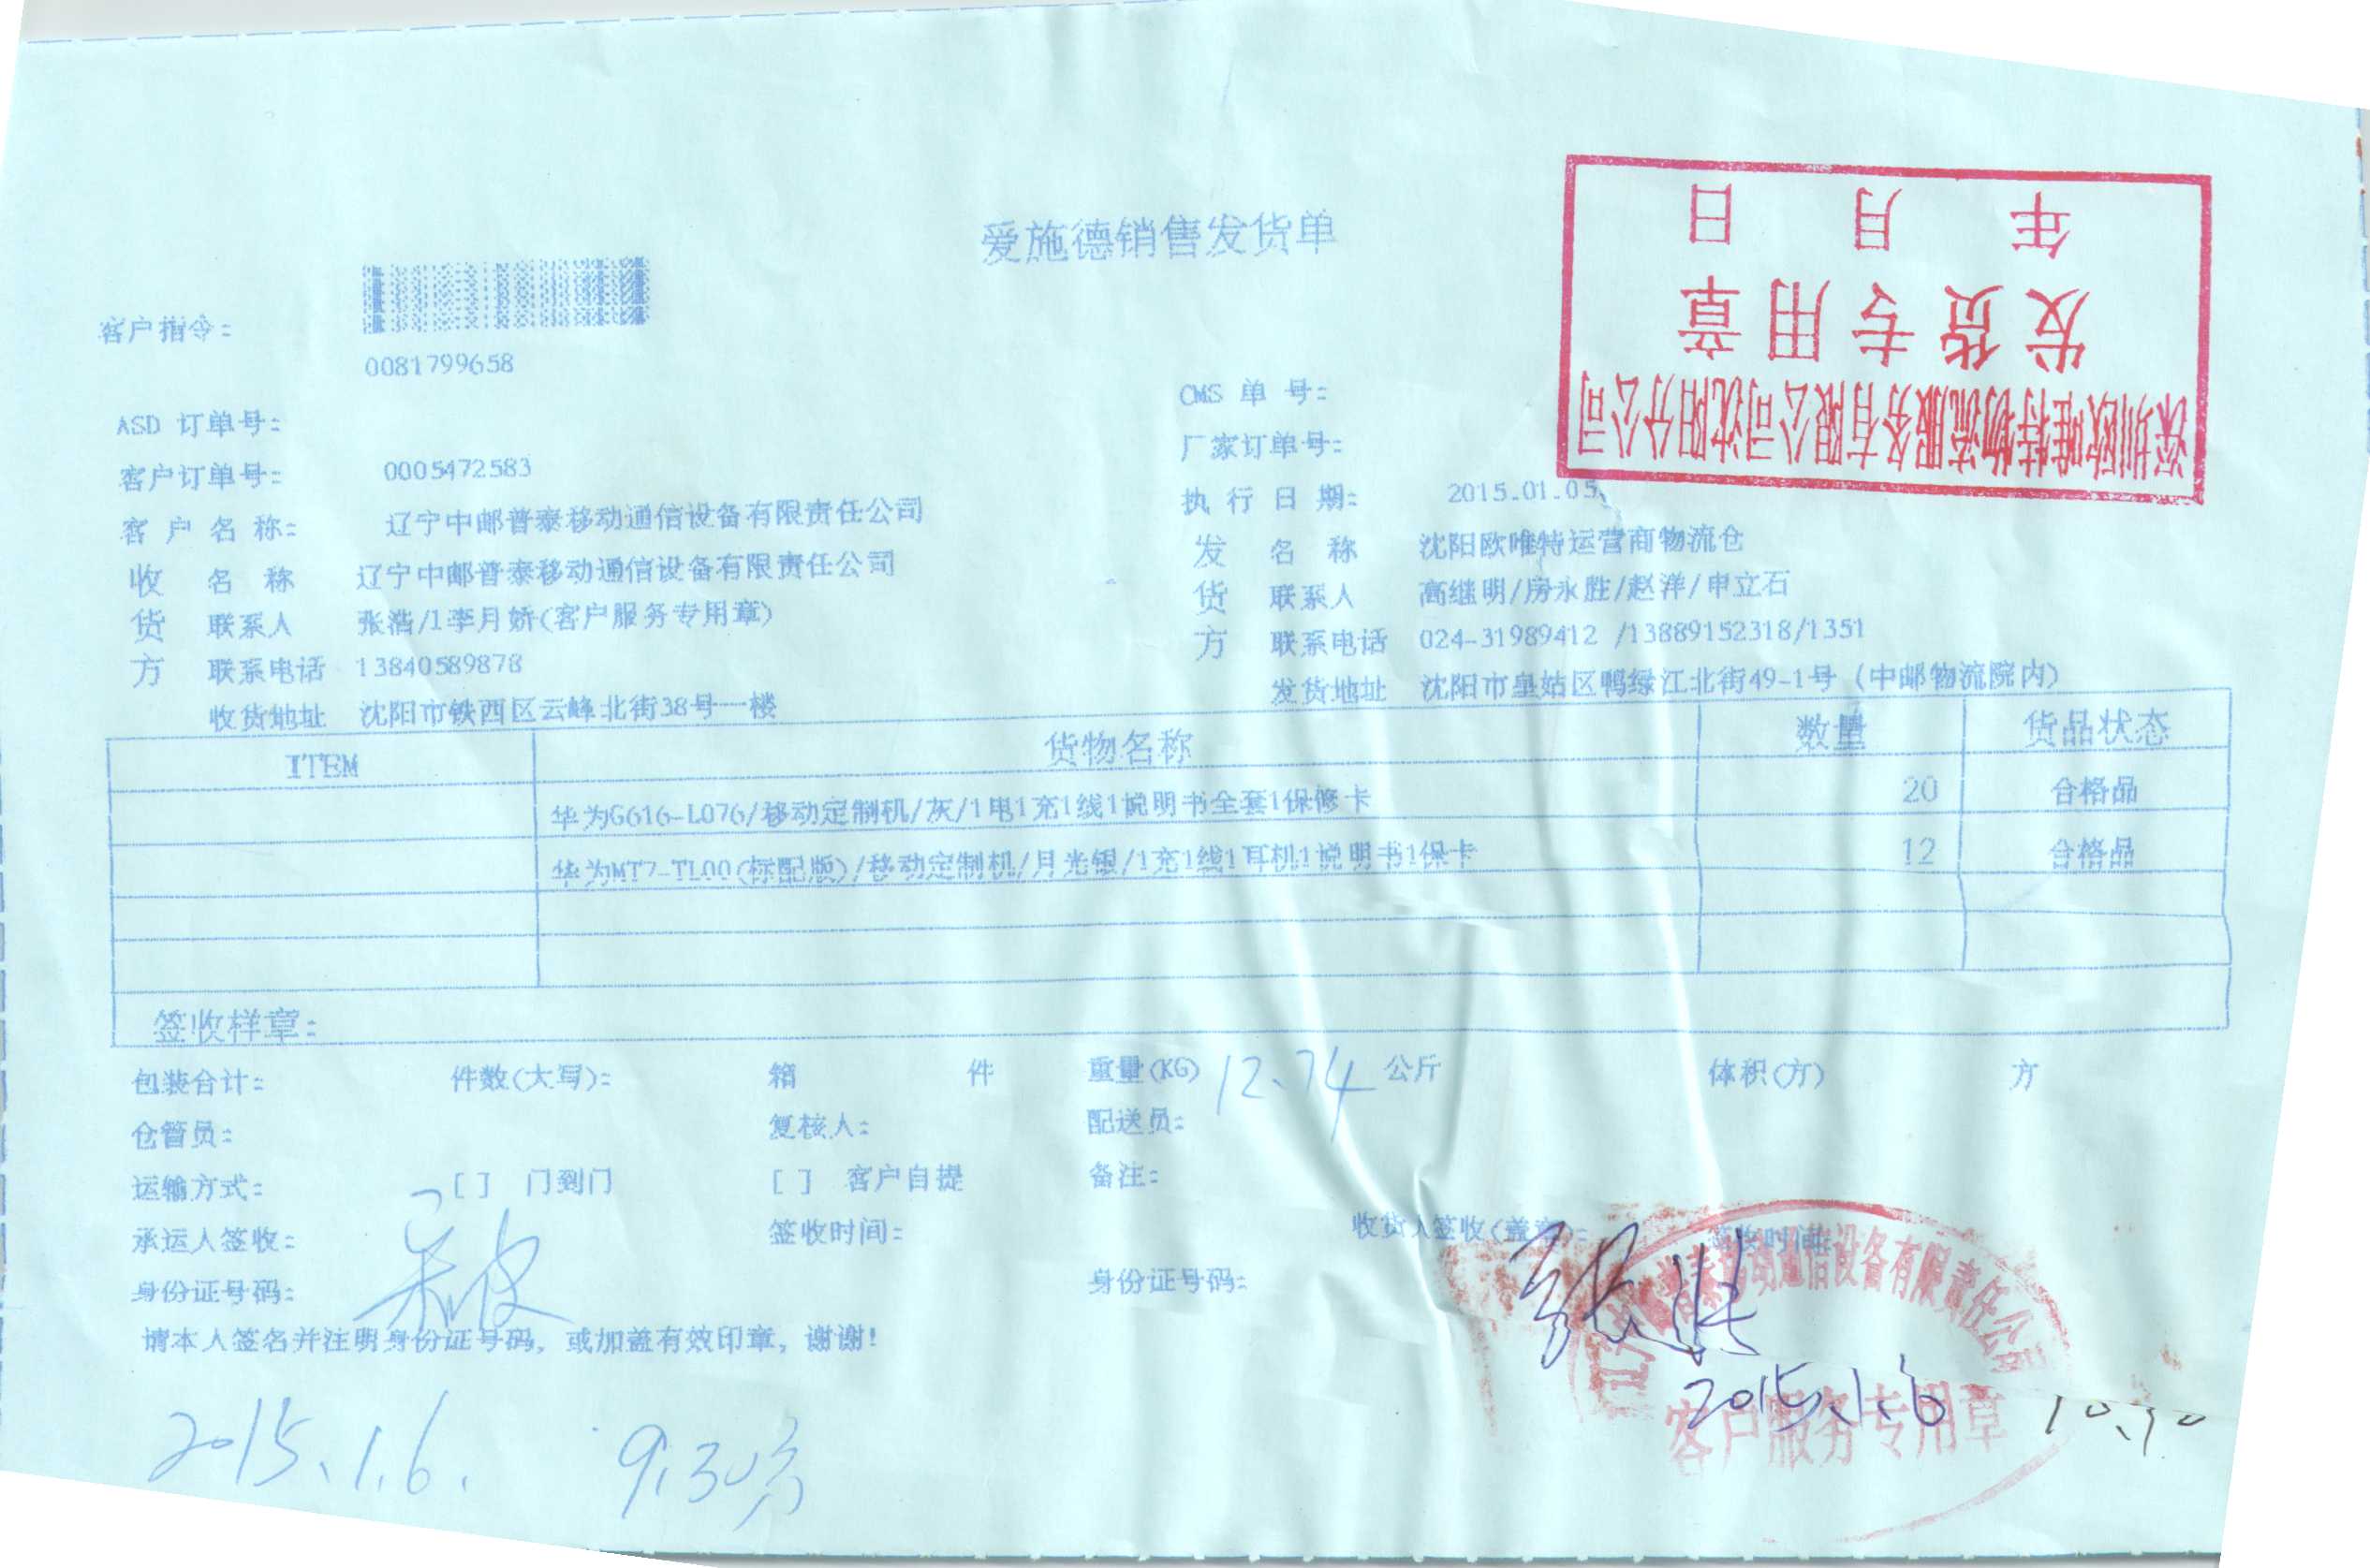 爱施德销售发货单
年 月 日
发货专用章
深圳欧唯特物流服务有限公司沈阳分公司
客户指令:
0081799658
ASD 订单号:
CMS 单 号:
厂家订单号:
客户订单号: 0005472583
执 行 日 期: 2015.01.05
客 户 名 称: 辽宁中邮普泰移动通信设备有限责任公司
发 名 称 沈阳欧唯特运营商物流仓
收 名 称 辽宁中邮普泰移动通信设备有限责任公司
货 联系人 高继明/房永胜/赵洋/申立石
货 联系人 张浩/1李月娇(客户服务专用章)
方 联系电话 024-31989412 /13889152318/1351
方 联系电话 13840589878
发货地址 沈阳市皇姑区鸭绿江北街49-1号 (中邮物流院内)
收货地址 沈阳市铁西区云峰北街38号一楼
ITEM 货物名称 数量 货品状态
华为G616-L076/移动定制机/灰/1电1充1线1说明书全套1保修卡 20 合格品
华为MT7-TL00(标配版)/移动定制机/月光银/1充1线1耳机1说明书1保卡 12 合格品
签收样章:
包装合计: 件数(大写): 箱 件 重量(KG) 12.74 公斤 体积(方) 方
仓管员: 复核人: 配送员:
运输方式: [ ] 门到门 [ ] 客户自提 备注:
承运人签收: 签收时间: 收货人签收(盖章): 签收时间:
身份证号码: 身份证号码:
请本人签名并注明身份证号码, 或加盖有效印章, 谢谢!
普泰移动通信设备有限责任公司
客户服务专用章
2015.1.6
2015.1.6. 9:30分